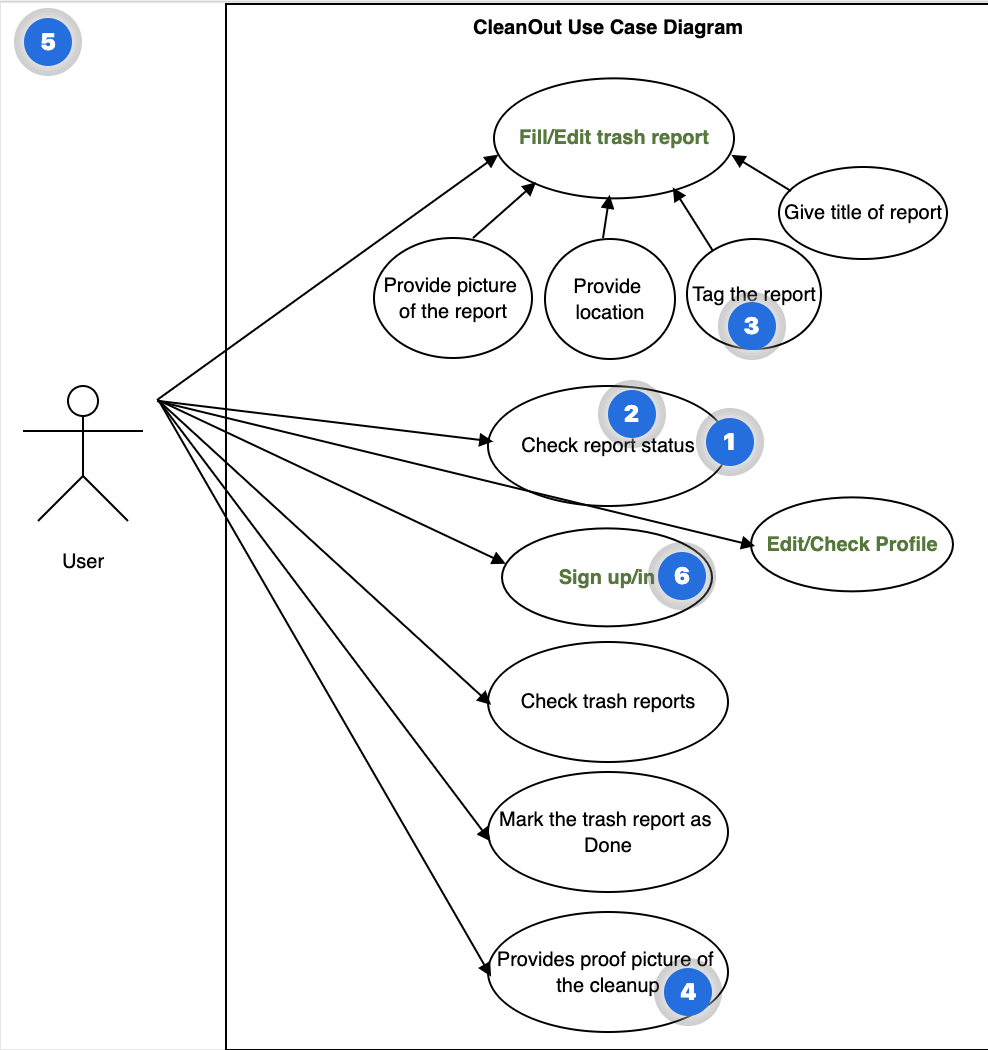 5
CleanOut Use Case Diagram
Fill/Edit trash report
Give title of report
Provide picture
of the report
Provide
location
Tag the report
3
2
Check report status
1
Edit/Check Profile
Sign up/in
6
User
Check trash reports
Mark the trash report as
Done
Provides proof picture of
the cleanup
4